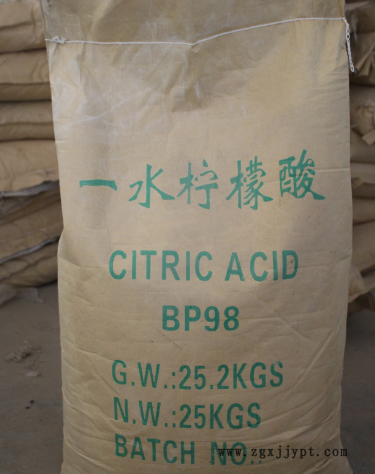 一水柠檬酸
CITRIC ACID
BP98
G.W.:25.2KGS
N.W.:25KGS
BATCH NO.
www.zgxjjypt.com